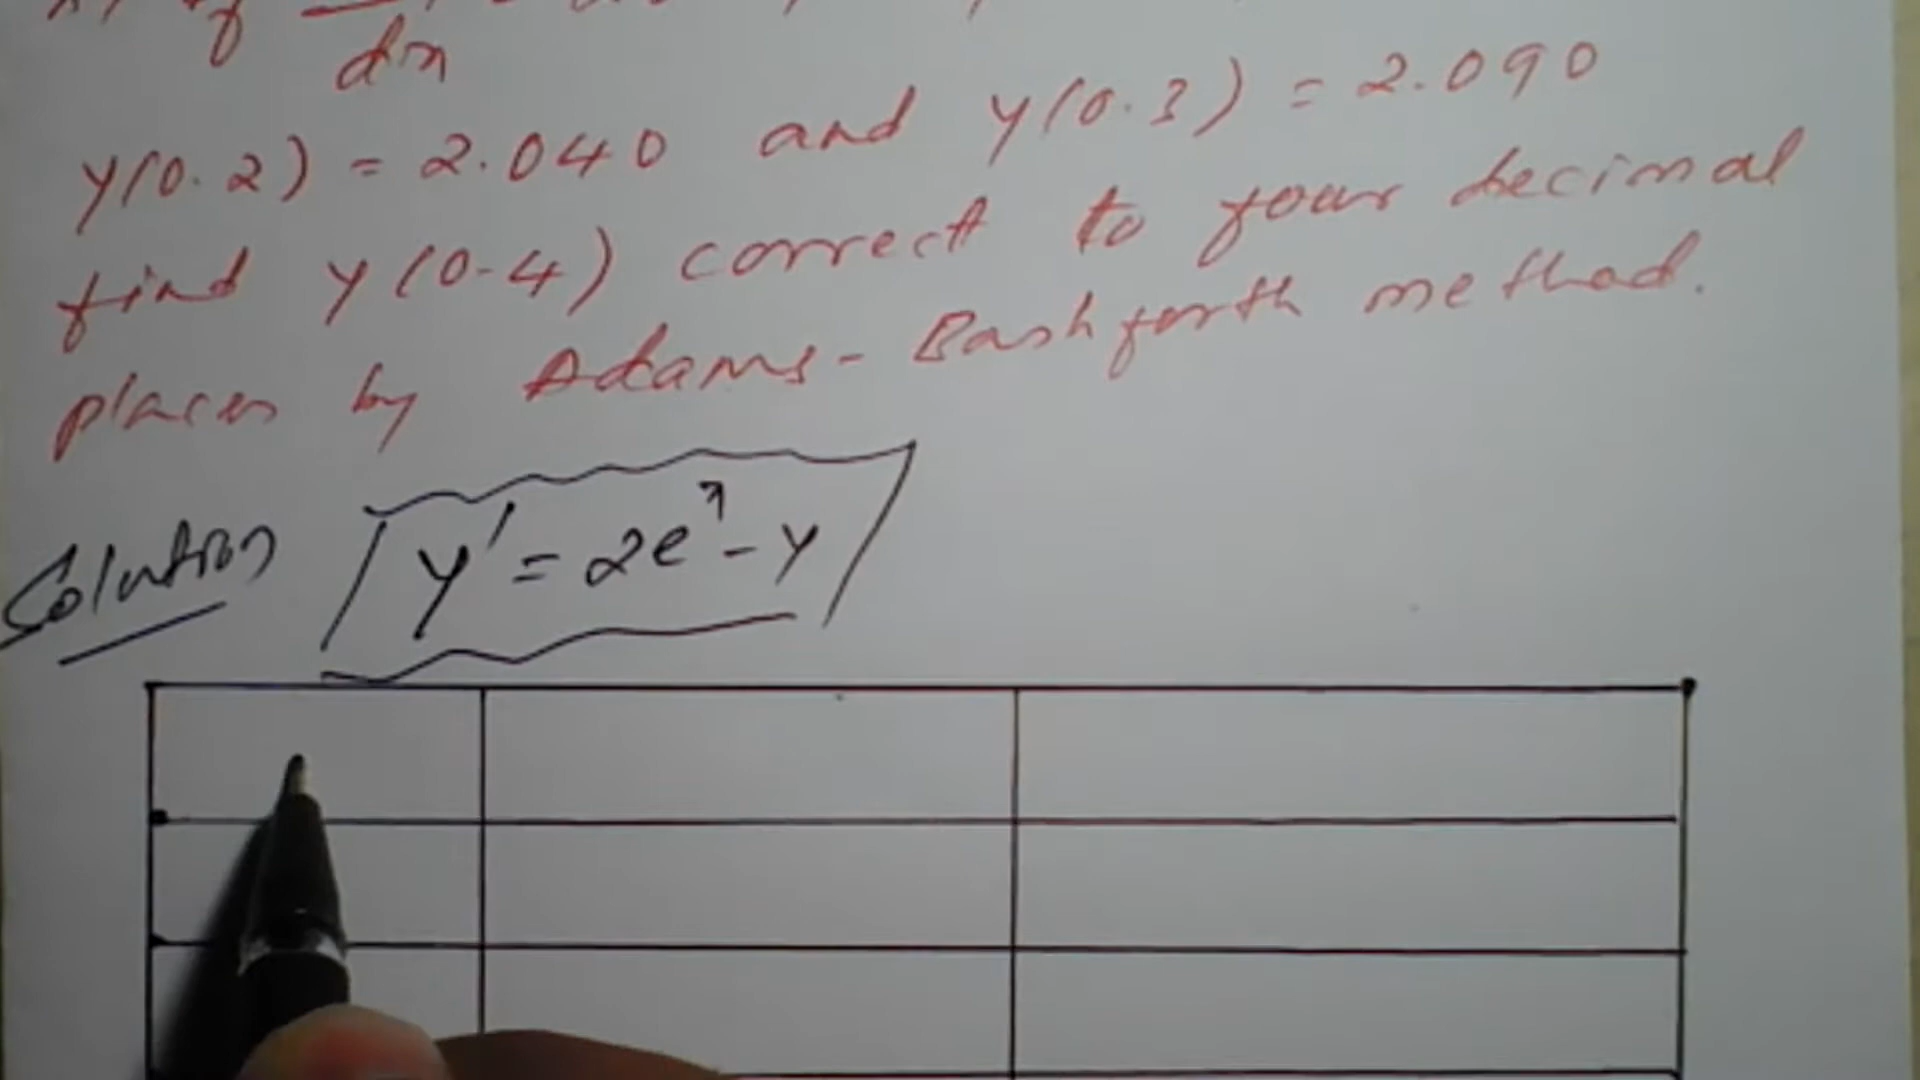 dx
y(0.2) = 2.040 and y(0.3) = 2.090
find y(0.4) correct to four decimal
places by Adams-Bashforth method.
Solution y' = 2e^x - y